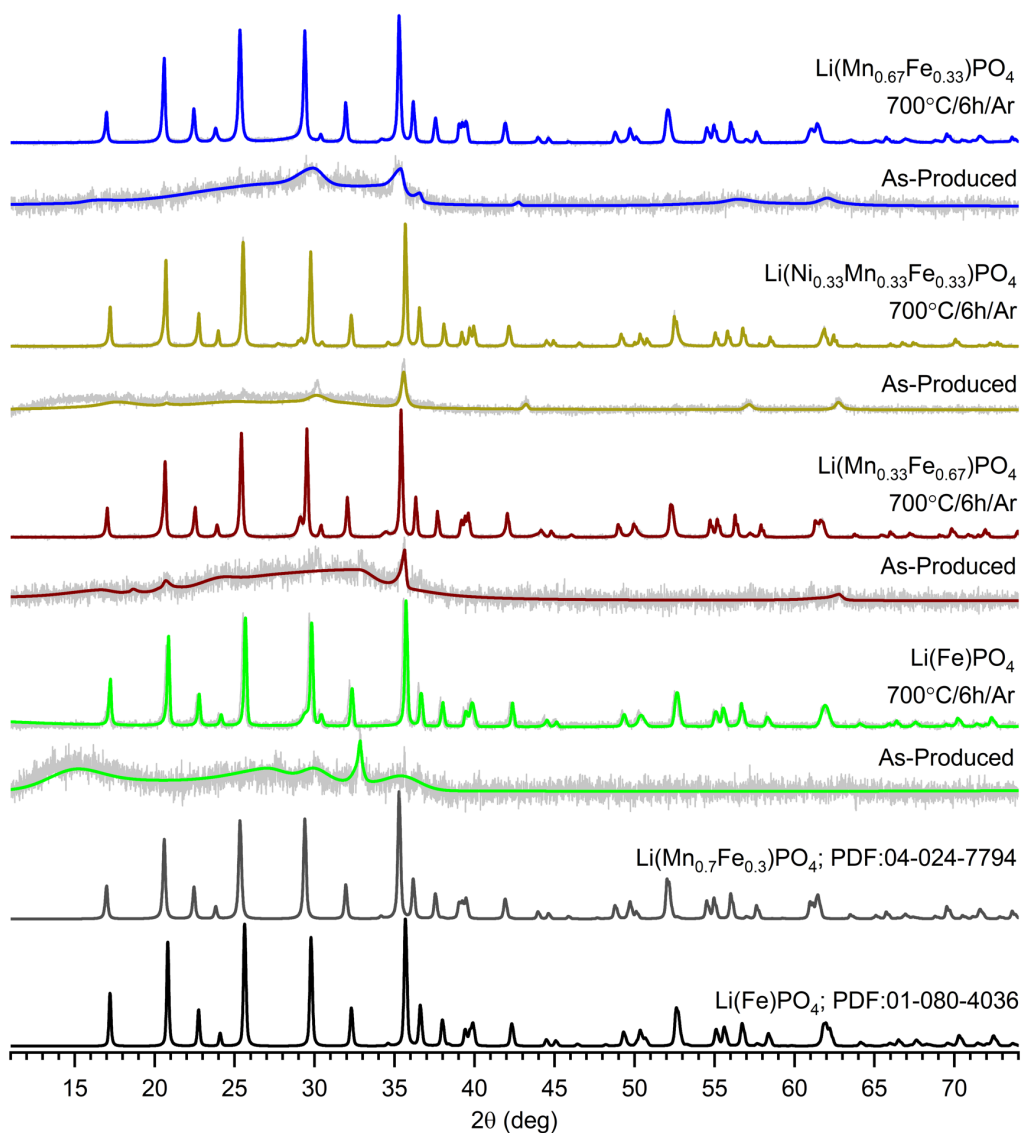 Li(Mn₀.₆₇Fe₀.₃₃)PO₄
700°C/6h/Ar
As-Produced
Li(Ni₀.₃₃Mn₀.₃₃Fe₀.₃₃)PO₄
700°C/6h/Ar
As-Produced
Li(Mn₀.₃₃Fe₀.₆₇)PO₄
700°C/6h/Ar
As-Produced
Li(Fe)PO₄
700°C/6h/Ar
As-Produced
Li(Mn₀.₇Fe₀.₃)PO₄; PDF:04-024-7794
Li(Fe)PO₄; PDF:01-080-4036
15 20 25 30 35 40 45 50 55 60 65 70
2θ (deg)